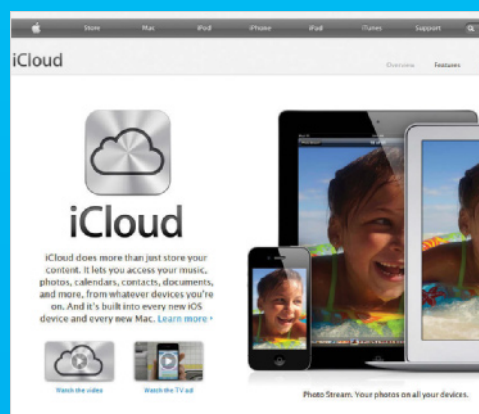 Store Mac iPod iPhone iPad iTunes Support
iCloud
Overview Features
iCloud
iCloud does more than just store your
content. It lets you access your music,
photos, calendars, contacts, documents,
and more, from whatever devices you're
on. And it's built into every new iOS
device and every new Mac. Learn more
Watch the video Watch the TV ad
Photo Stream. Your photos on all your devices.